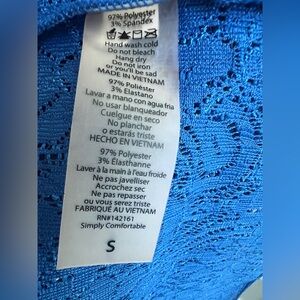 97% Polyester
3% Spandex
Hand wash cold
Do not bleach
Hang dry
Do not iron
or you'll be sad
MADE IN VIETNAM
97% Poliéster
3% Elastano
Lavar a mano con agua fria
No usar blanqueador
Cuelgue en seco
No planchar
o estarás triste
HECHO EN VIETNAM
97% Polyester
3% Elasthanne
Laver à la main à l'eau froide
Ne pas javelliser
Accrochez sec
Ne pas repasser
ou vous serez triste
FABRIQUÉ AU VIETNAM
RN#142161
Simply Comfortable
S